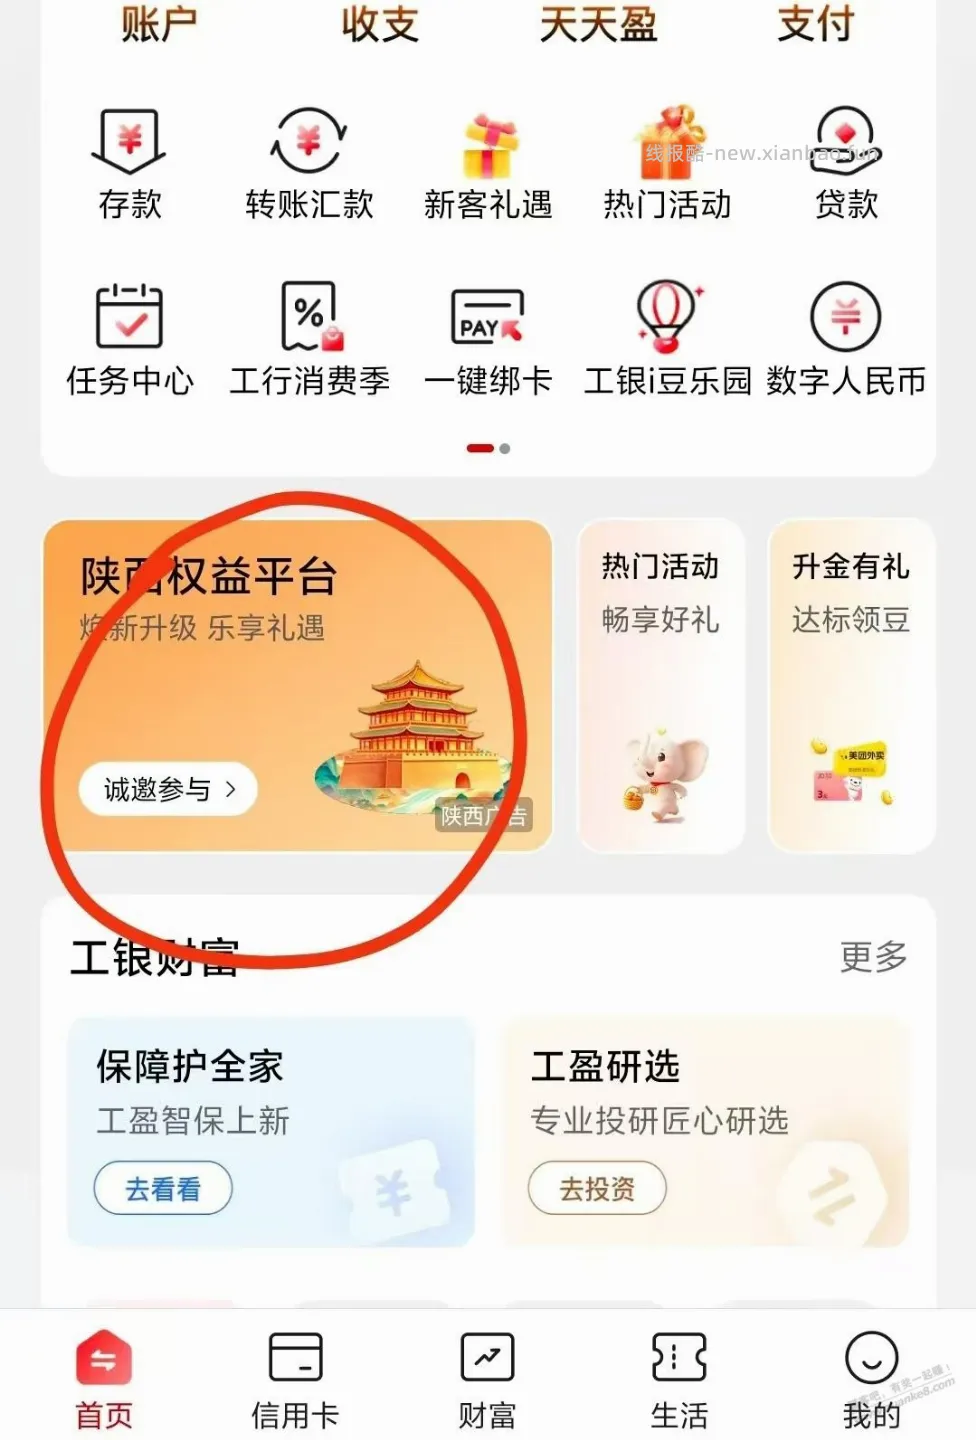 账户 收支 天天盈 支付
线报酷-new.xianbao.fun
存款 转账汇款 新客礼遇 热门活动 贷款
% PAY
任务中心 工行消费季 一键绑卡 工银i豆乐园 数字人民币
陕西权益平台
焕新升级 乐享礼遇
诚邀参与 >
陕西广告
热门活动
畅享好礼
升金有礼
达标领豆
美团外卖
工银财富 更多
保障护全家
工盈智保上新
去看看
工盈研选
专业投研匠心研选
去投资
首页 信用卡 财富 生活 我的